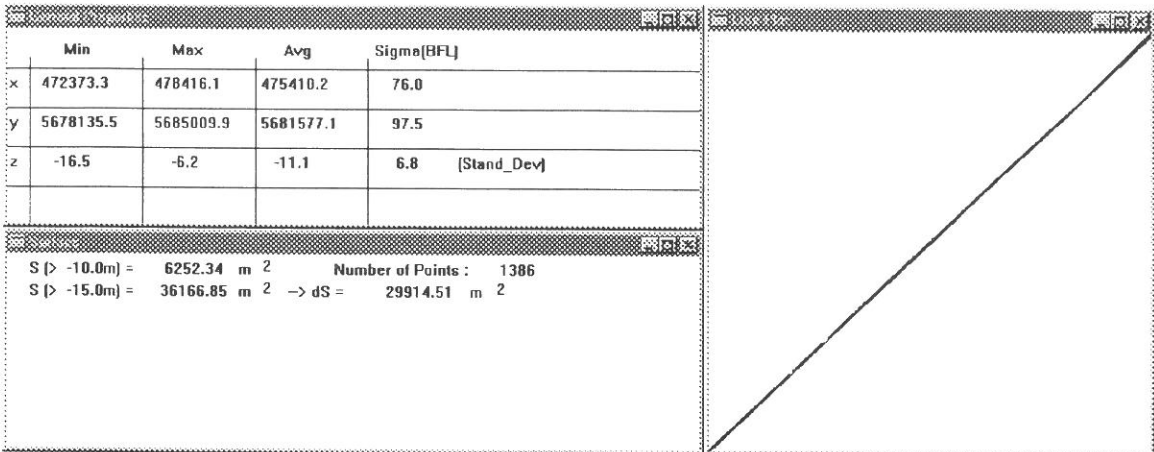 Min Max Avg Sigma(BFL)
x 472373.3 478416.1 475410.2 76.0
y 5678135.5 5685009.9 5681577.1 97.5
z -16.5 -6.2 -11.1 6.8 (Stand_Dev)
S (> -10.0m) = 6252.34 m 2 Number of Points : 1386
S (> -15.0m) = 36166.85 m 2 --> dS = 29914.51 m 2